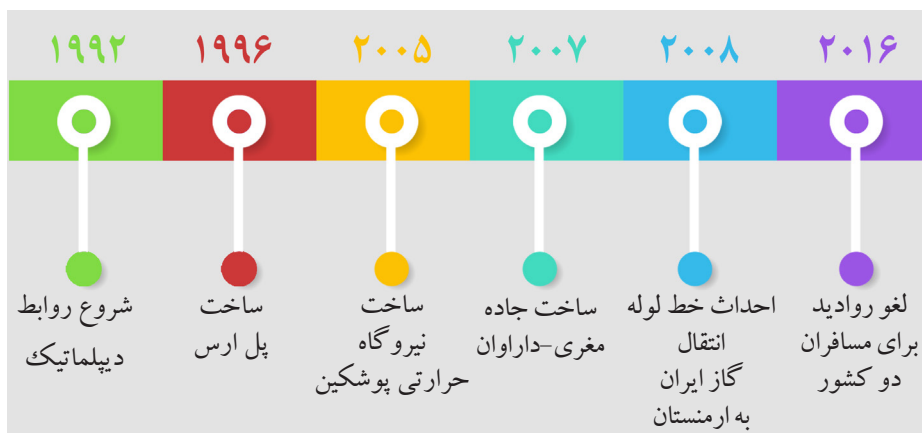 ۱۹۹۲
شروع روابط
دیپلماتیک
۱۹۹۶
ساخت
پل ارس
۲۰۰۵
ساخت
نیروگاه
حرارتی پوشکین
۲۰۰۷
ساخت جاده
مغری-داراوان
۲۰۰۸
احداث خط لوله
انتقال
گاز ایران
به ارمنستان
۲۰۱۶
لغو روادید
برای مسافران
دو کشور